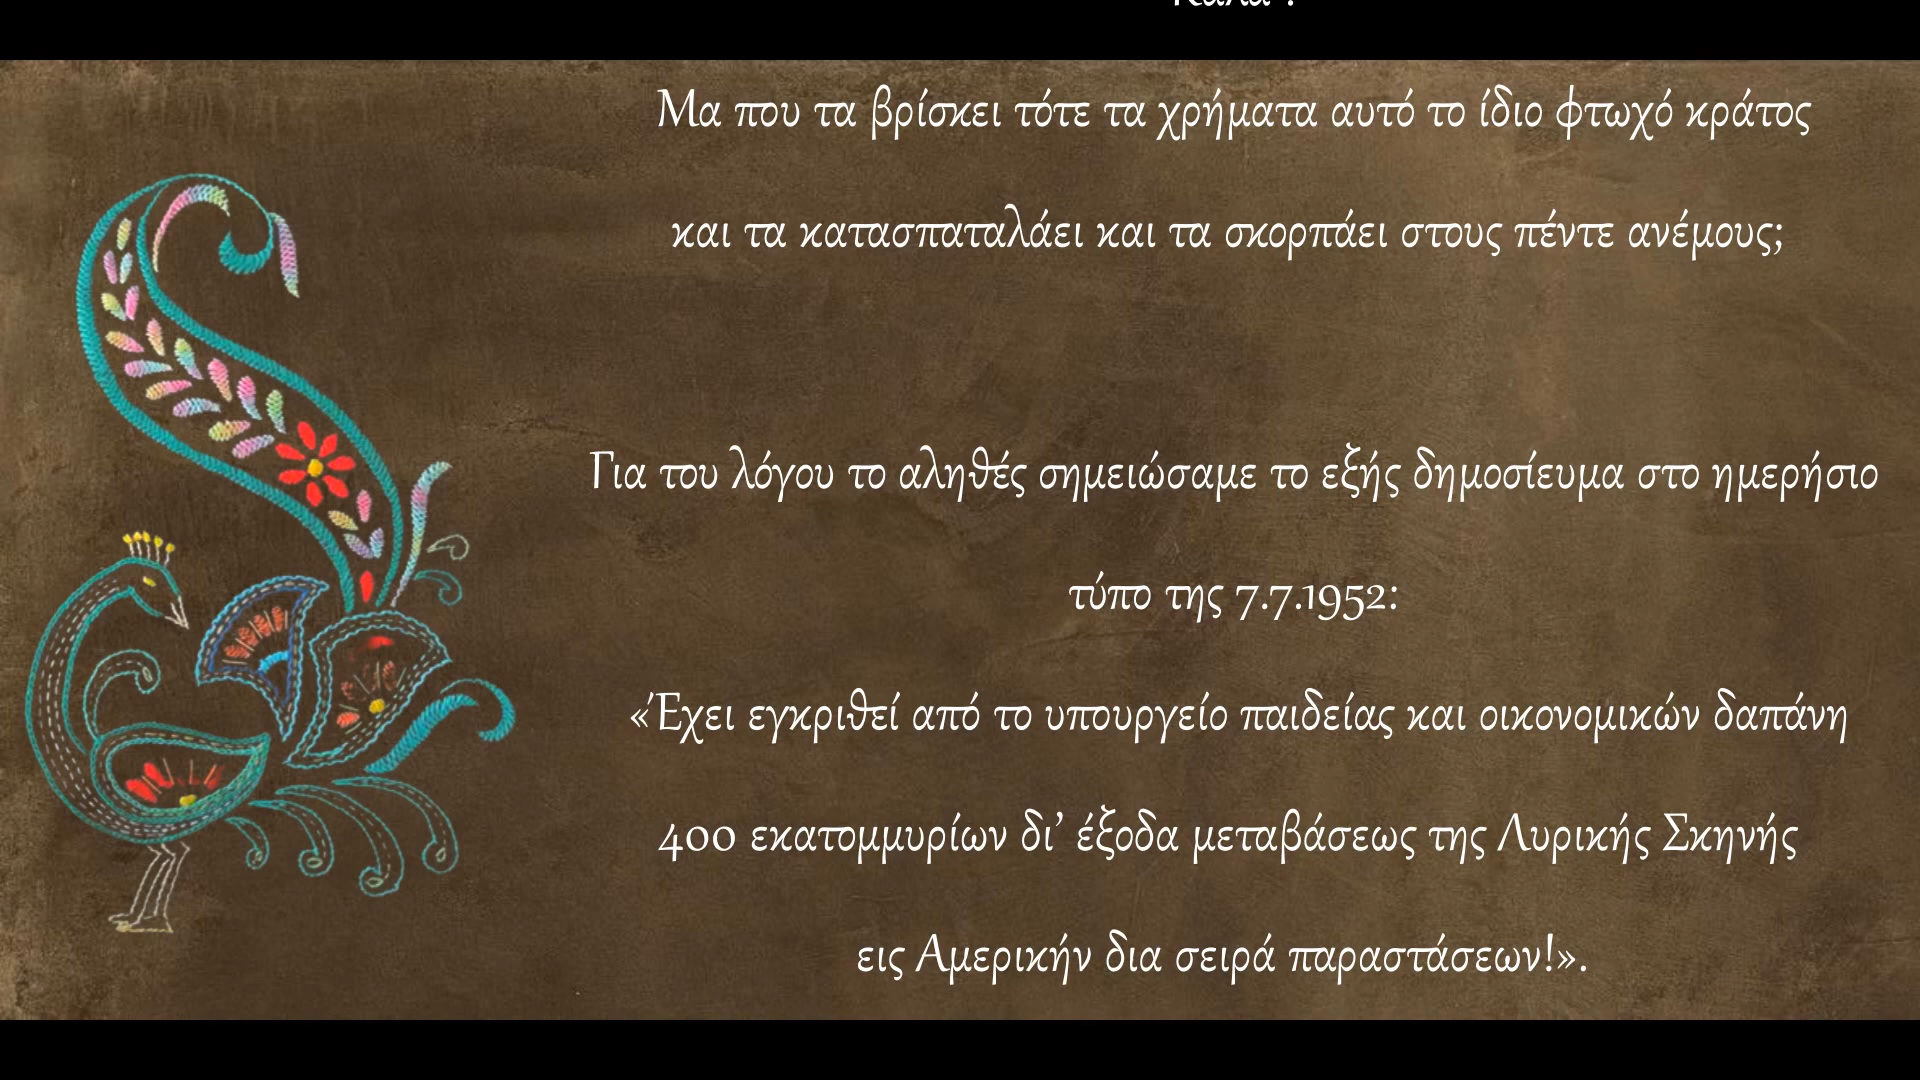 Μα που τα βρίσκει τότε τα χρήματα αυτό το ίδιο φτωχό κράτος
και τα κατασπαταλάει και τα σκορπάει στους πέντε ανέμους;
Για του λόγου το αληθές σημειώσαμε το εξής δημοσίευμα στο ημερήσιο
τύπο της 7.7.1952:
«Έχει εγκριθεί από το υπουργείο παιδείας και οικονομικών δαπάνη
400 εκατομμυρίων δι’ έξοδα μεταβάσεως της Λυρικής Σκηνής
εις Αμερικήν δια σειρά παραστάσεων!».